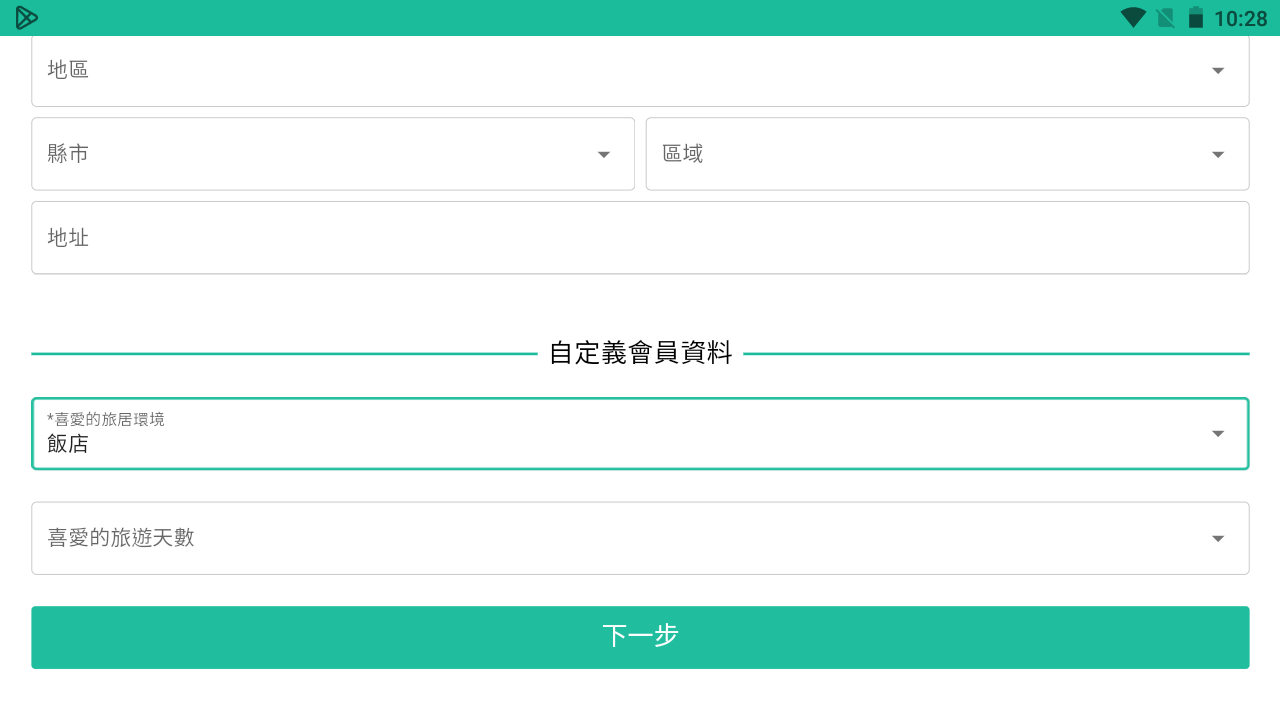 10:28
地區
縣市
區域
地址
自定義會員資料
*喜愛的旅居環境
飯店
喜愛的旅遊天數
下一步